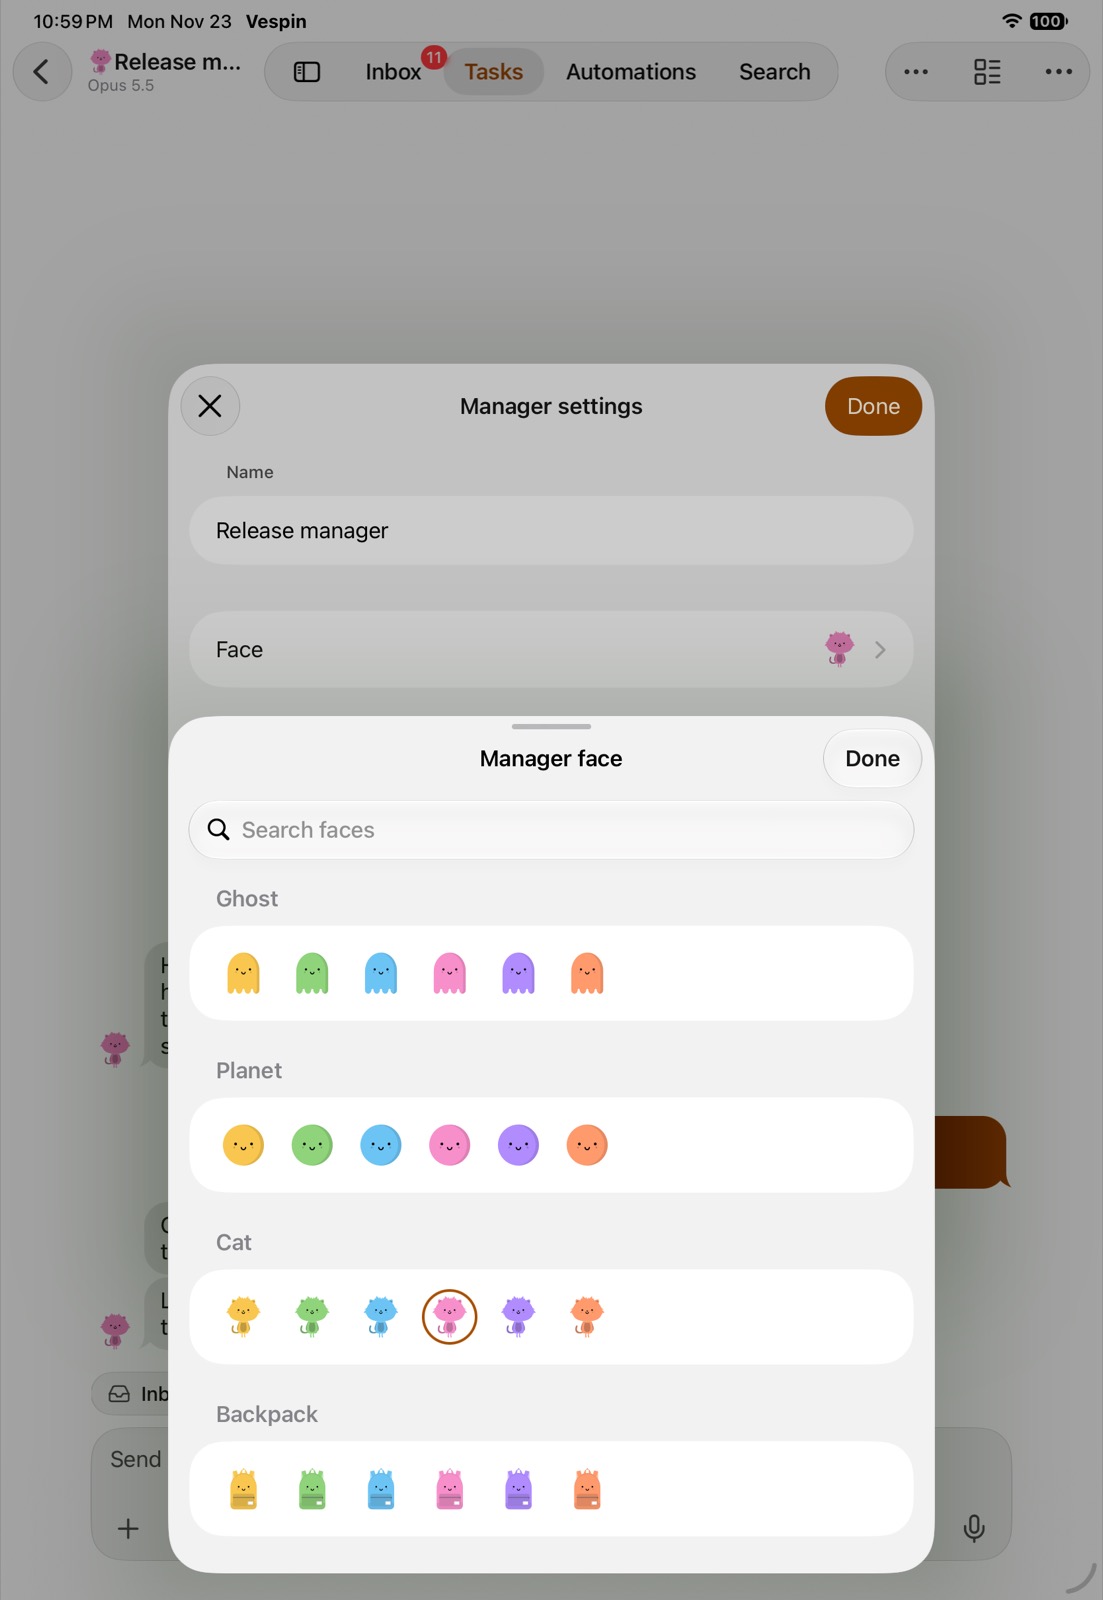 10:59 PM Mon Nov 23 Vespin
100
Release m...
Opus 5.5
Inbox
11
Tasks
Automations
Search
Manager settings
Done
Name
Release manager
Face
Manager face
Done
Search faces
Ghost
Planet
Cat
Backpack
Inb
Send